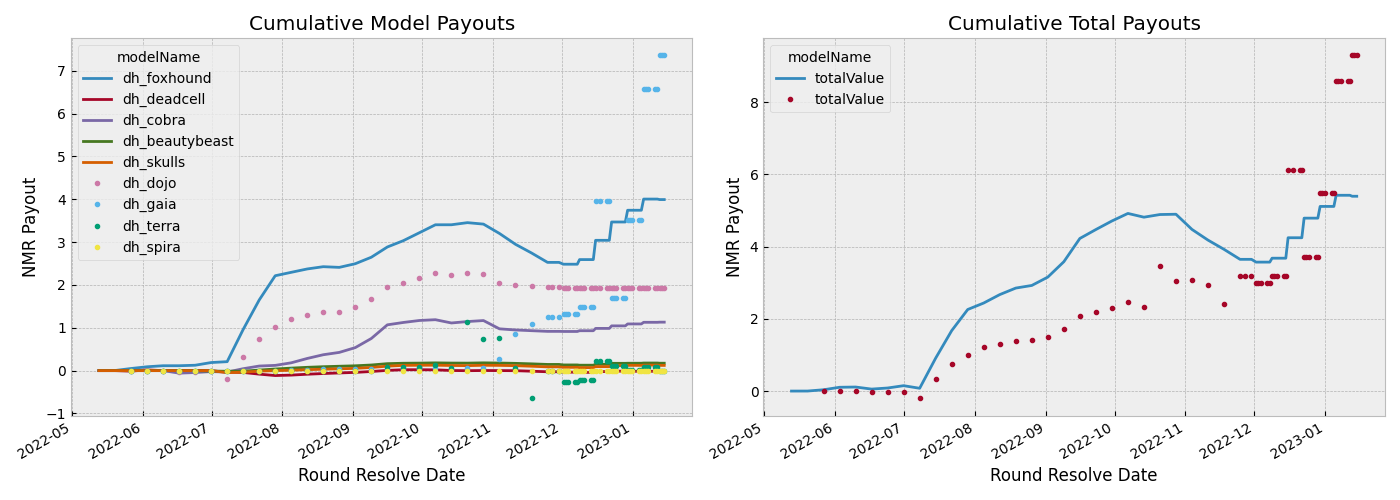 Cumulative Model Payouts
NMR Payout
7
6
5
4
3
2
1
0
−1
modelName
dh_foxhound
dh_deadcell
dh_cobra
dh_beautybeast
dh_skulls
dh_dojo
dh_gaia
dh_terra
dh_spira
2022-05
2022-06
2022-07
2022-08
2022-09
2022-10
2022-11
2022-12
2023-01
Round Resolve Date
Cumulative Total Payouts
NMR Payout
8
6
4
2
0
modelName
totalValue
totalValue
2022-05
2022-06
2022-07
2022-08
2022-09
2022-10
2022-11
2022-12
2023-01
Round Resolve Date